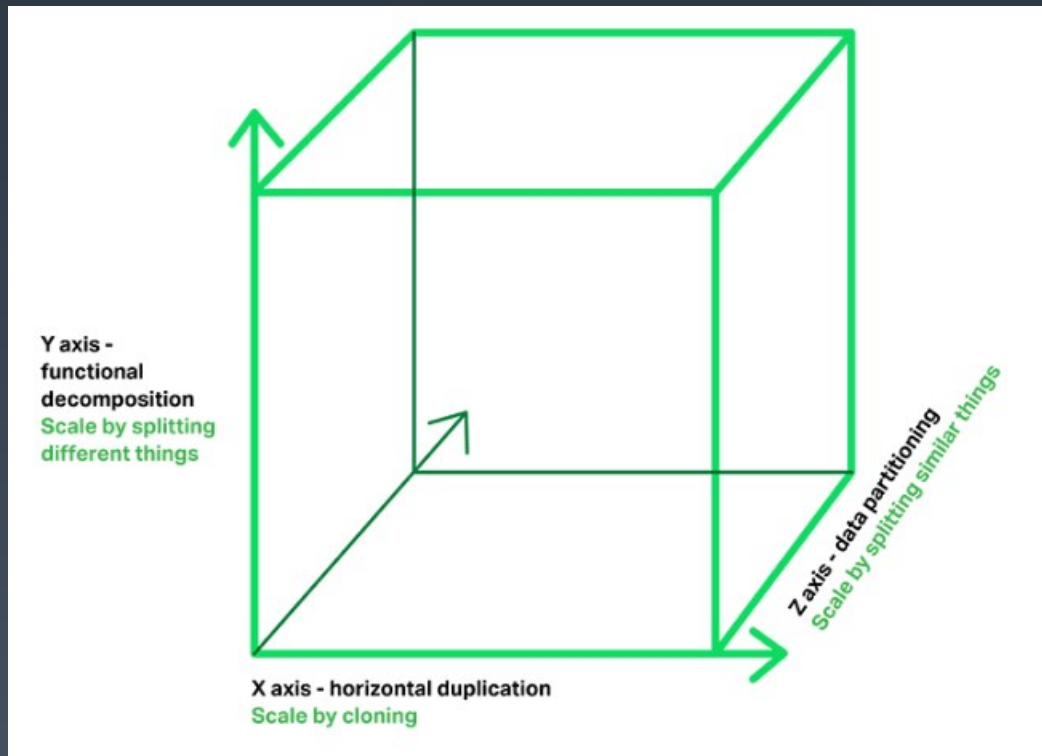 Y axis -
functional
decomposition
Scale by splitting
different things
Z axis - data partitioning
Scale by splitting similar things
X axis - horizontal duplication
Scale by cloning